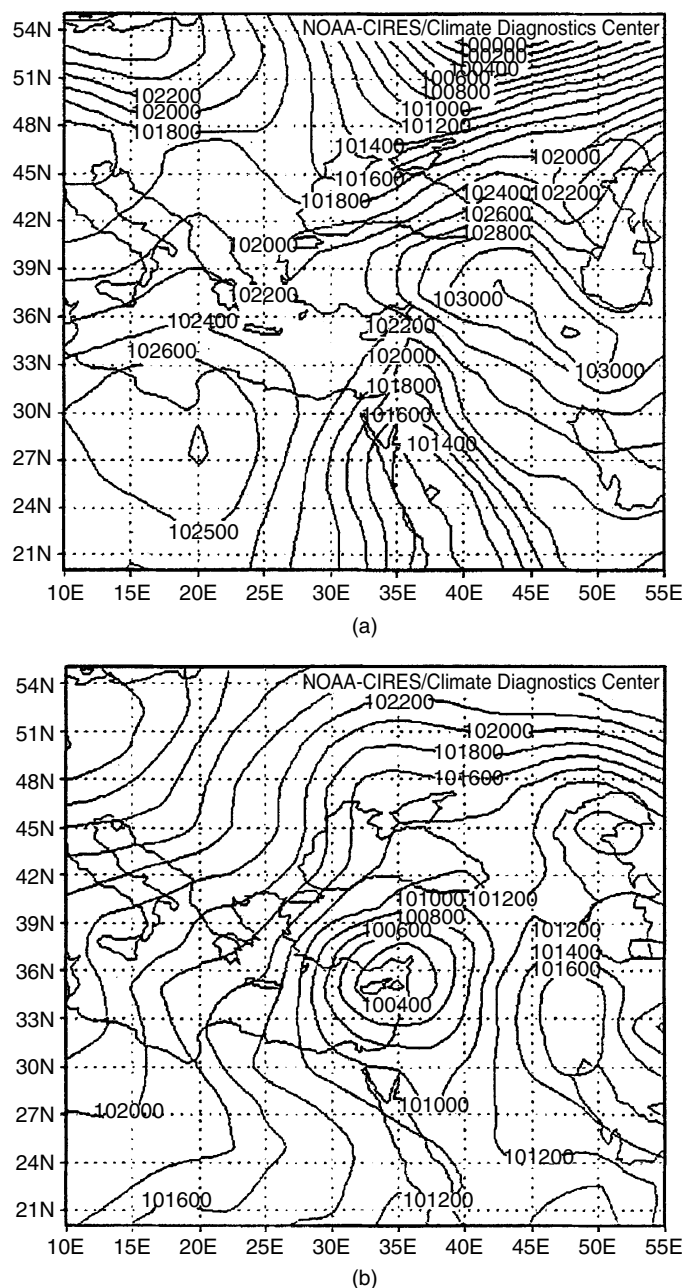 NOAA-CIRES/Climate Diagnostics Center
54N
100000
100200
100400
51N
100600
100800
102200
102000
101000
48N
101800
101200
101400
45N
102000
101600
102400
102200
101800
42N
102600
102000
102800
39N
102200
103000
36N
102400
102200
102600
102000
33N
103000
101800
30N
101600
101400
27N
24N
102500
21N
10E 15E 20E 25E 30E 35E 40E 45E 50E 55E
(a)
NOAA-CIRES/Climate Diagnostics Center
54N
102200
51N
102000
101800
48N
101600
45N
42N
101000 101200
100800
39N
100600
101200
101400
36N
101600
100400
33N
30N
102000
101000
27N
24N
101200
101600
101200
21N
10E 15E 20E 25E 30E 35E 40E 45E 50E 55E
(b)